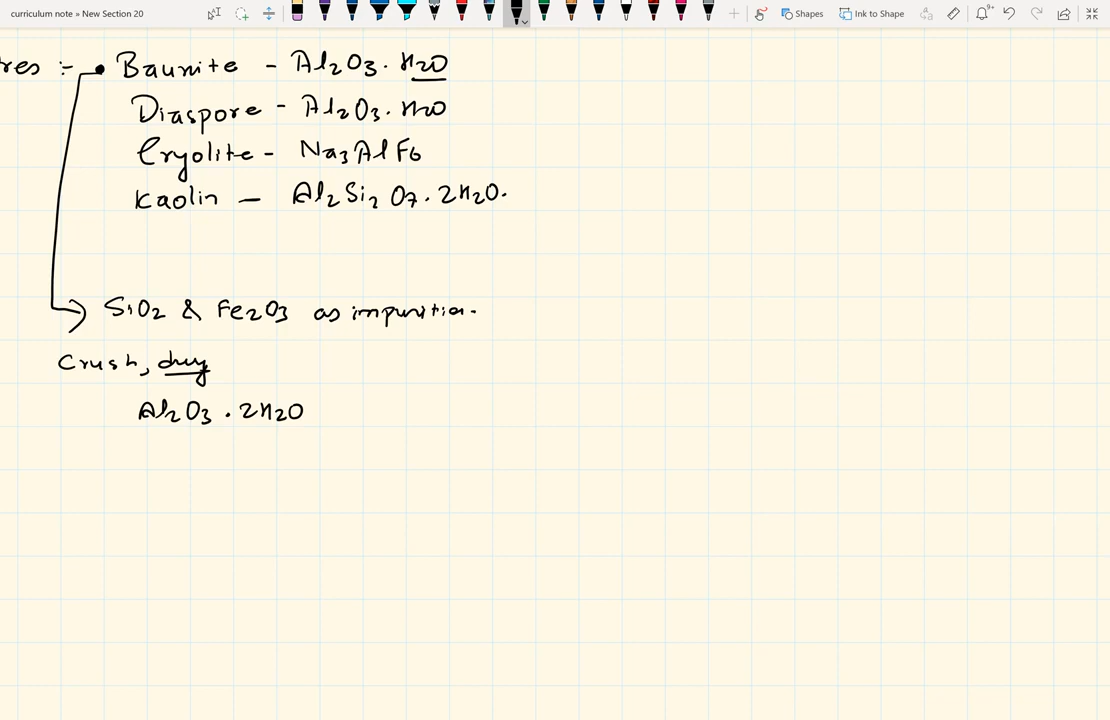 curriculum note » New Section 20
Shapes
Ink to Shape
9+
res :- • Bauxite - Al2O3 . H2O
Diaspore - Al2O3 . H2O
Cryolite - Na3AlF6
Kaolin - Al2Si2O7 . 2H2O.
→ SiO2 & Fe2O3 as impurities.
Crush, dry
Al2O3 . 2H2O